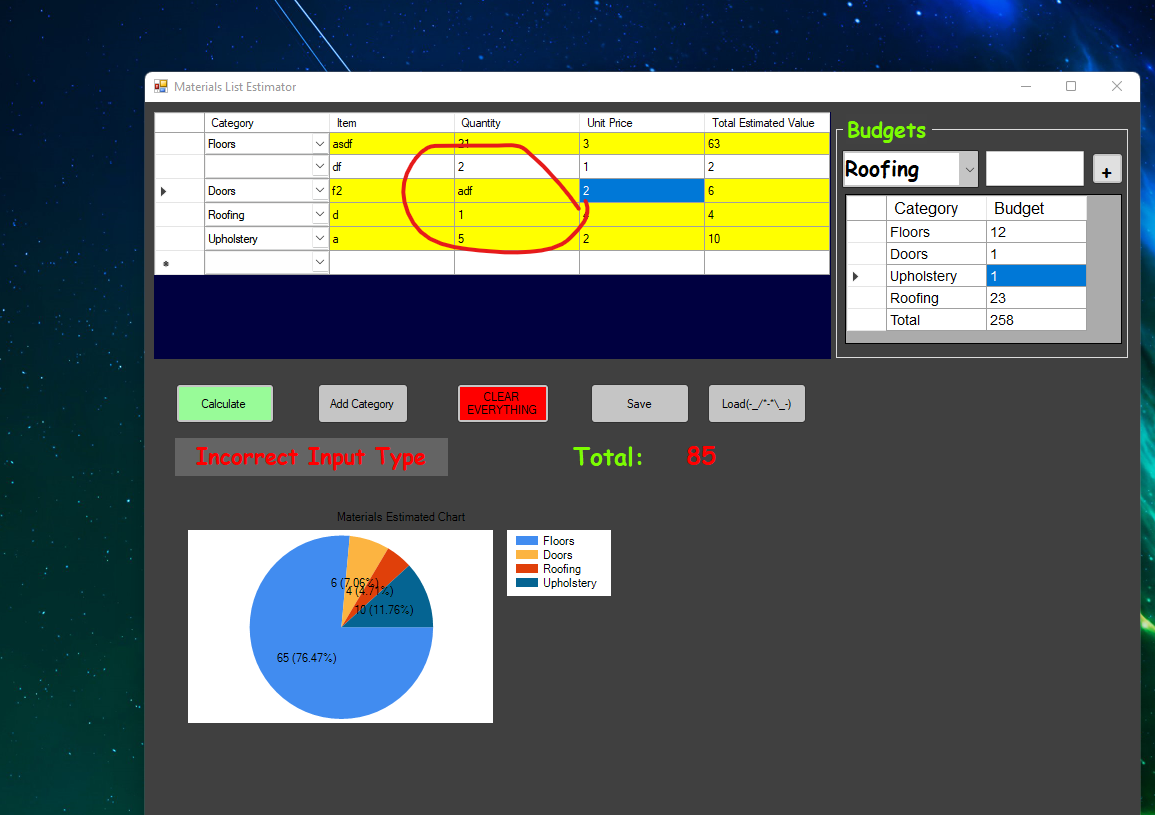 Materials List Estimator
Category Item Quantity Unit Price Total Estimated Value
Floors asdf 21 3 63
df 2 1 2
Doors f2 adf 2 6
Roofing d 1 4
Upholstery a 5 2 10
Budgets
Roofing +
Category Budget
Floors 12
Doors 1
Upholstery 1
Roofing 23
Total 258
Calculate Add Category CLEAR EVERYTHING Save Load(-_/*-*\_-)
Incorrect Input Type Total: 85
Materials Estimated Chart
6 (7.06%)
4 (4.71%)
10 (11.76%)
65 (76.47%)
Floors
Doors
Roofing
Upholstery